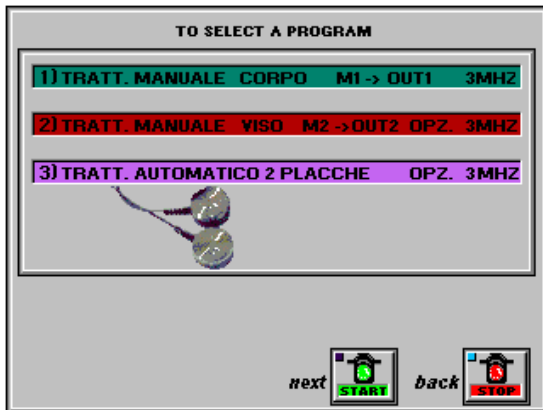 TO SELECT A PROGRAM
1) TRATT. MANUALE CORPO M1 -> OUT1 3MHZ
2) TRATT. MANUALE VISO M2 ->OUT2 OPZ. 3MHZ
3) TRATT. AUTOMATICO 2 PLACCHE OPZ. 3MHZ
next START back STOP